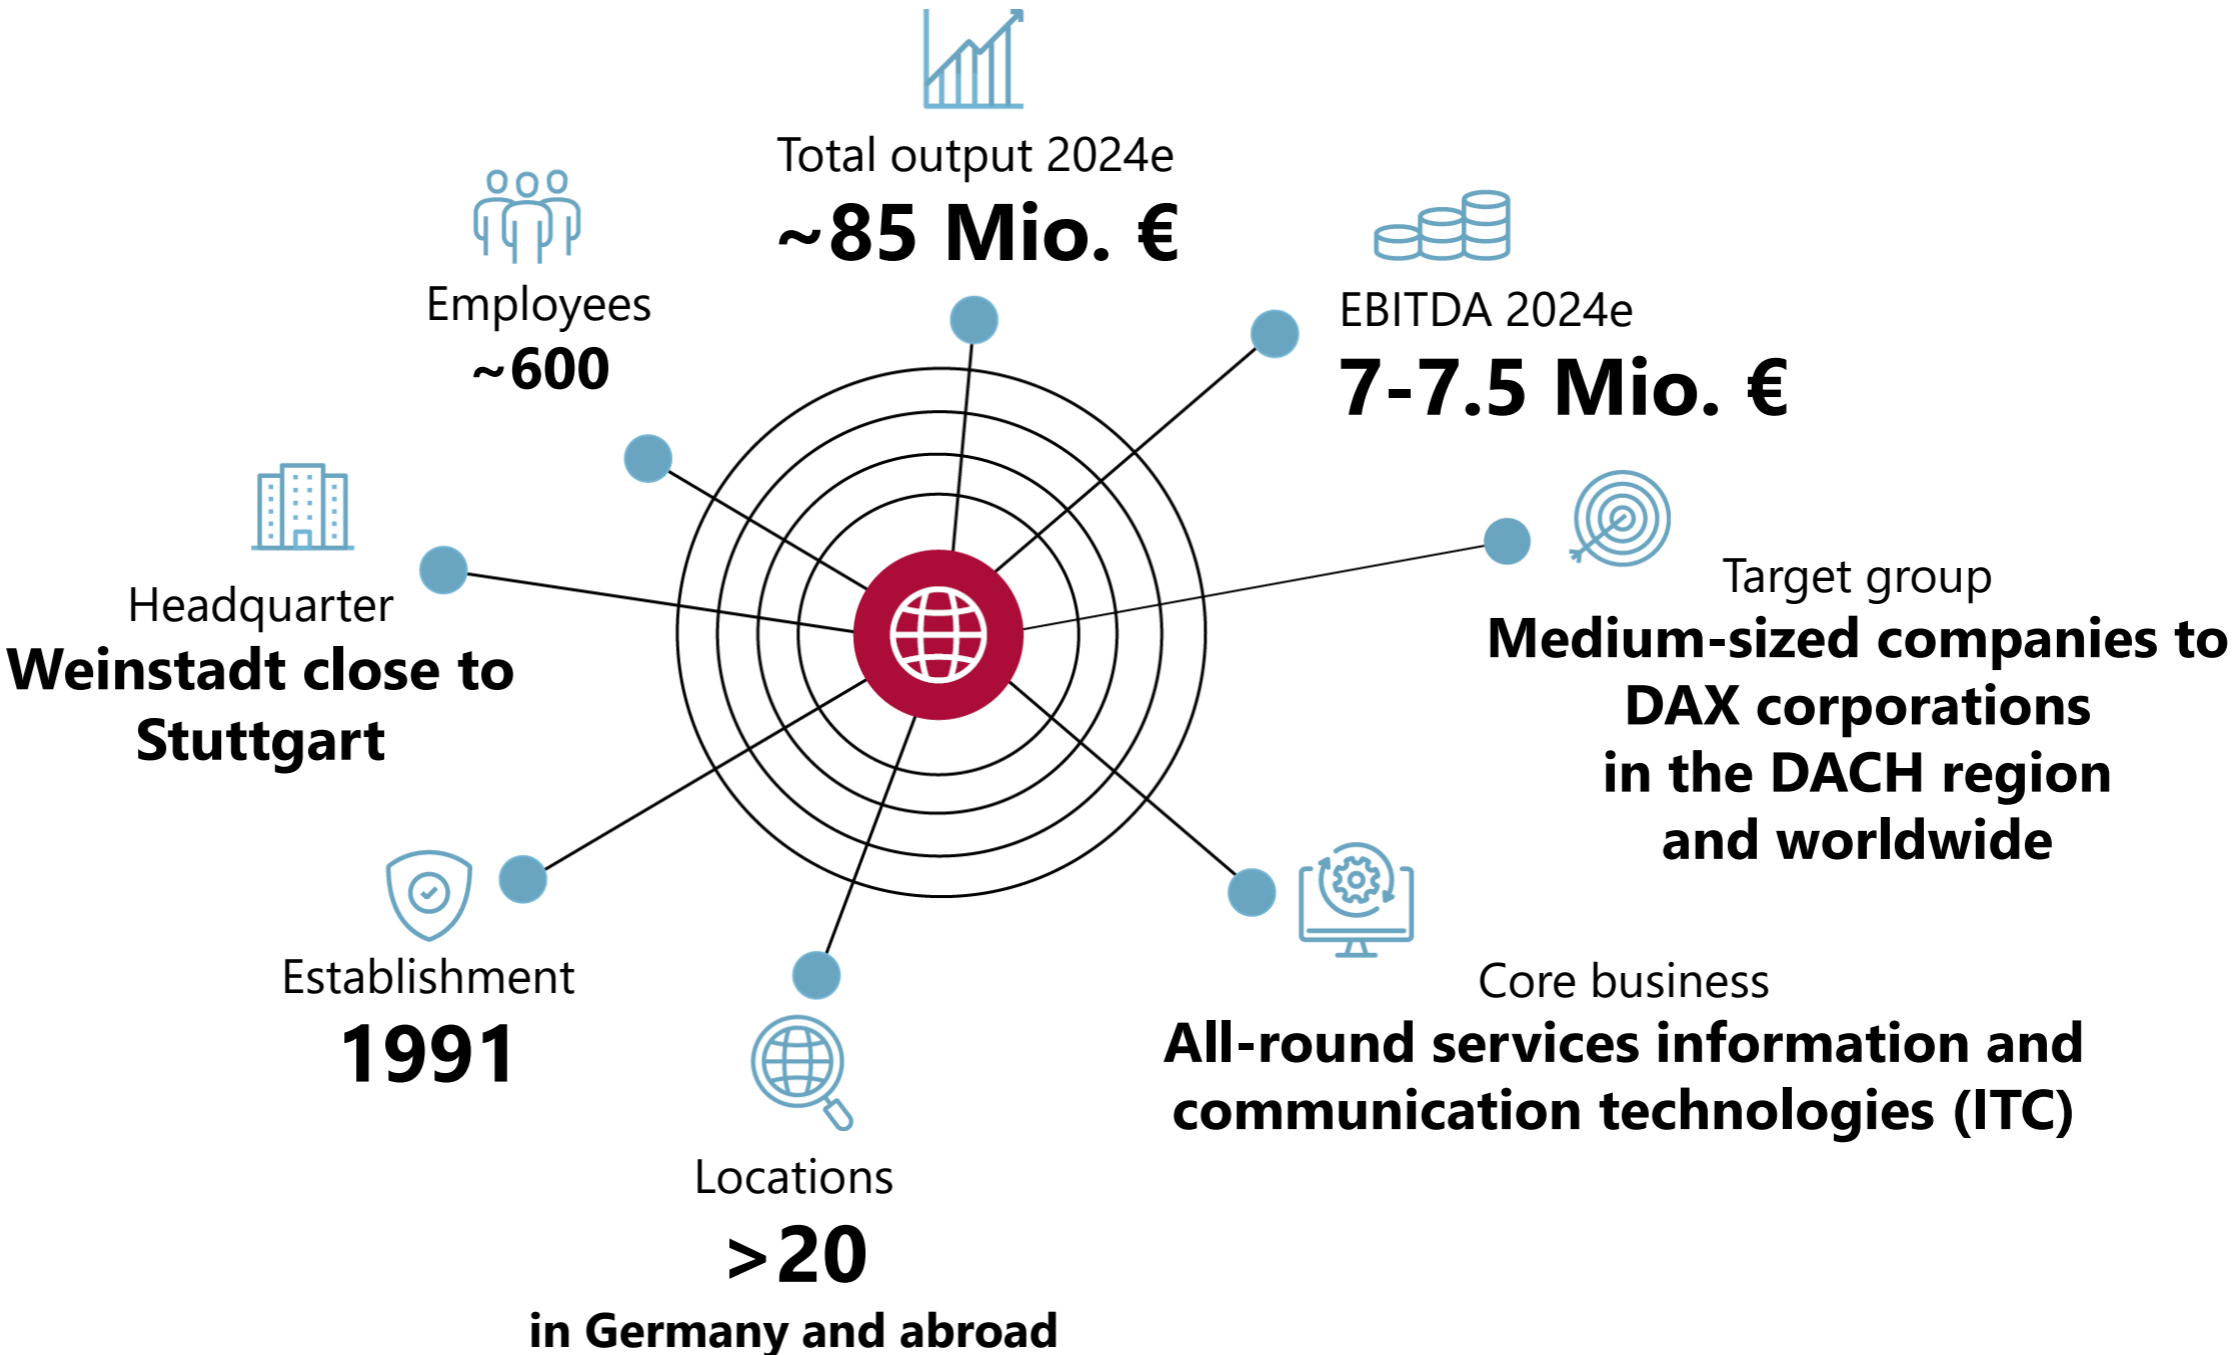 Total output 2024e
~85 Mio. €
Employees
~600
EBITDA 2024e
7-7.5 Mio. €
Headquarter
Weinstadt close to
Stuttgart
Target group
Medium-sized companies to
DAX corporations
in the DACH region
and worldwide
Establishment
1991
Core business
All-round services information and
communication technologies (ITC)
Locations
>20
in Germany and abroad